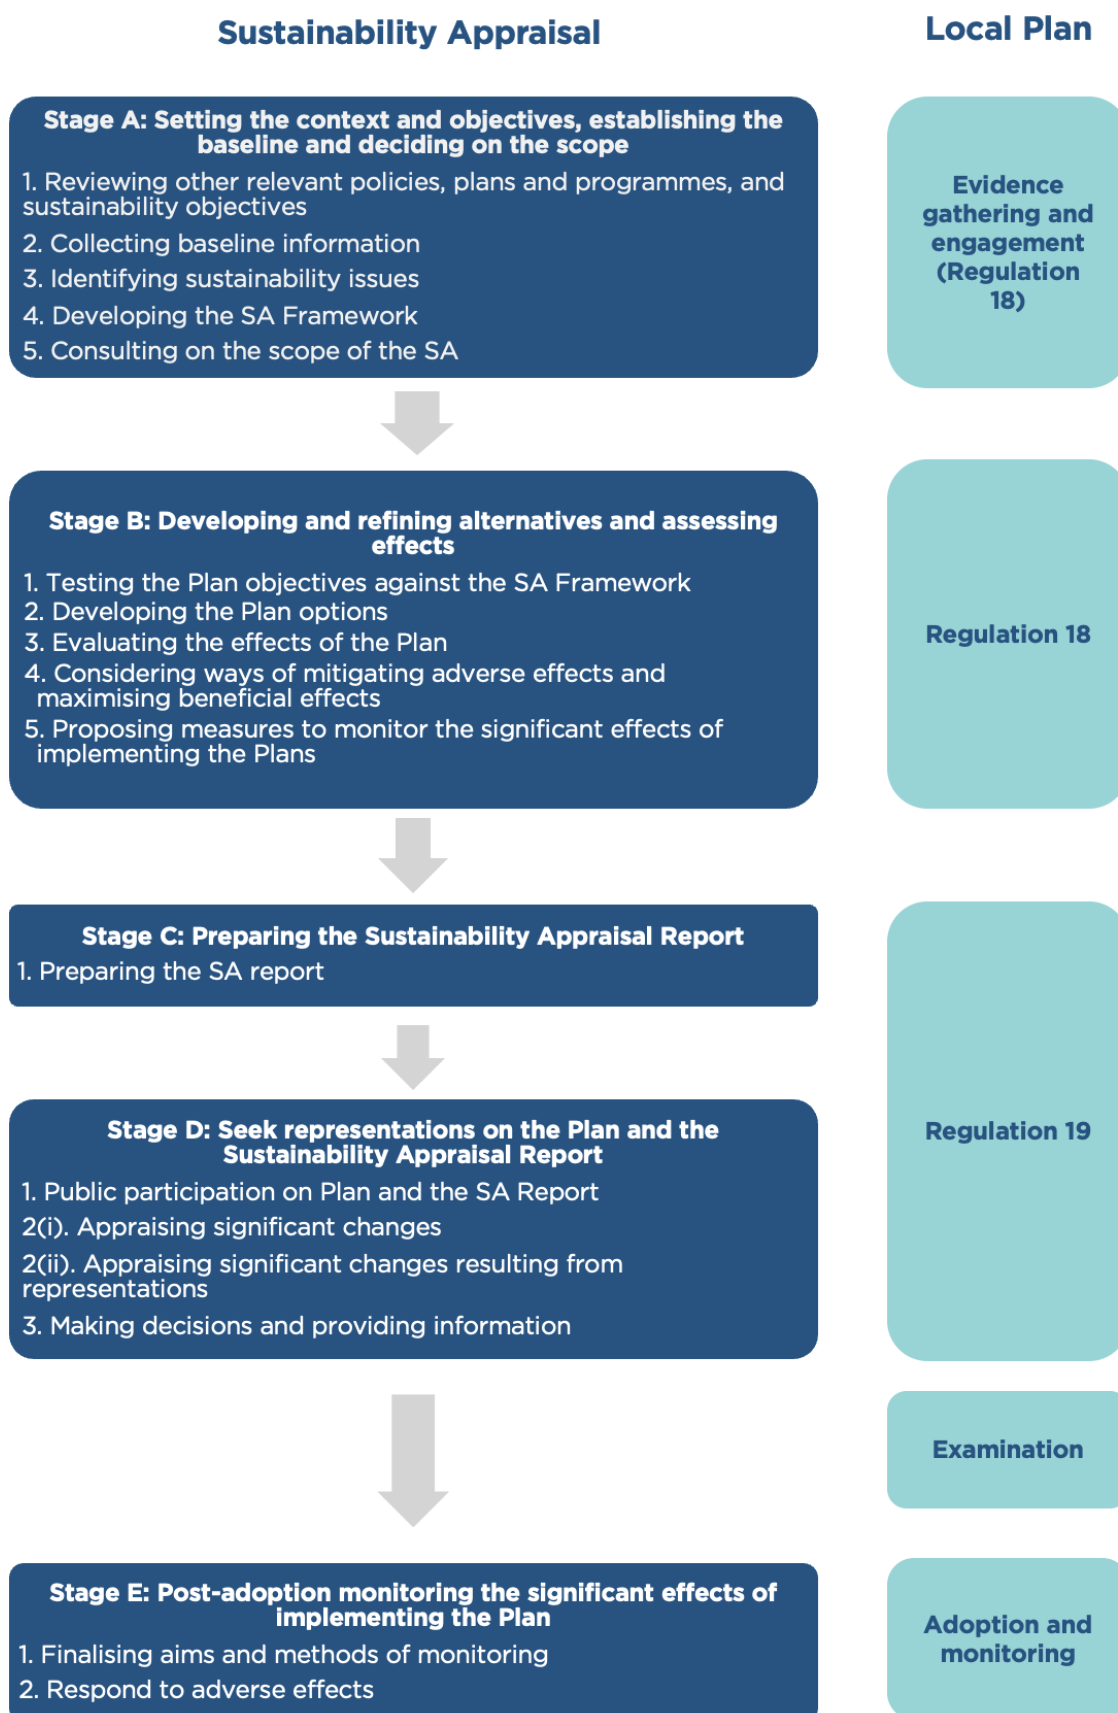 Sustainability Appraisal
Local Plan
Stage A: Setting the context and objectives, establishing the
baseline and deciding on the scope
1. Reviewing other relevant policies, plans and programmes, and
sustainability objectives
2. Collecting baseline information
3. Identifying sustainability issues
4. Developing the SA Framework
5. Consulting on the scope of the SA
Evidence
gathering and
engagement
(Regulation
18)
Stage B: Developing and refining alternatives and assessing
effects
1. Testing the Plan objectives against the SA Framework
2. Developing the Plan options
3. Evaluating the effects of the Plan
4. Considering ways of mitigating adverse effects and
maximising beneficial effects
5. Proposing measures to monitor the significant effects of
implementing the Plans
Regulation 18
Stage C: Preparing the Sustainability Appraisal Report
1. Preparing the SA report
Stage D: Seek representations on the Plan and the
Sustainability Appraisal Report
1. Public participation on Plan and the SA Report
2(i). Appraising significant changes
2(ii). Appraising significant changes resulting from
representations
3. Making decisions and providing information
Regulation 19
Examination
Stage E: Post-adoption monitoring the significant effects of
implementing the Plan
1. Finalising aims and methods of monitoring
2. Respond to adverse effects
Adoption and
monitoring